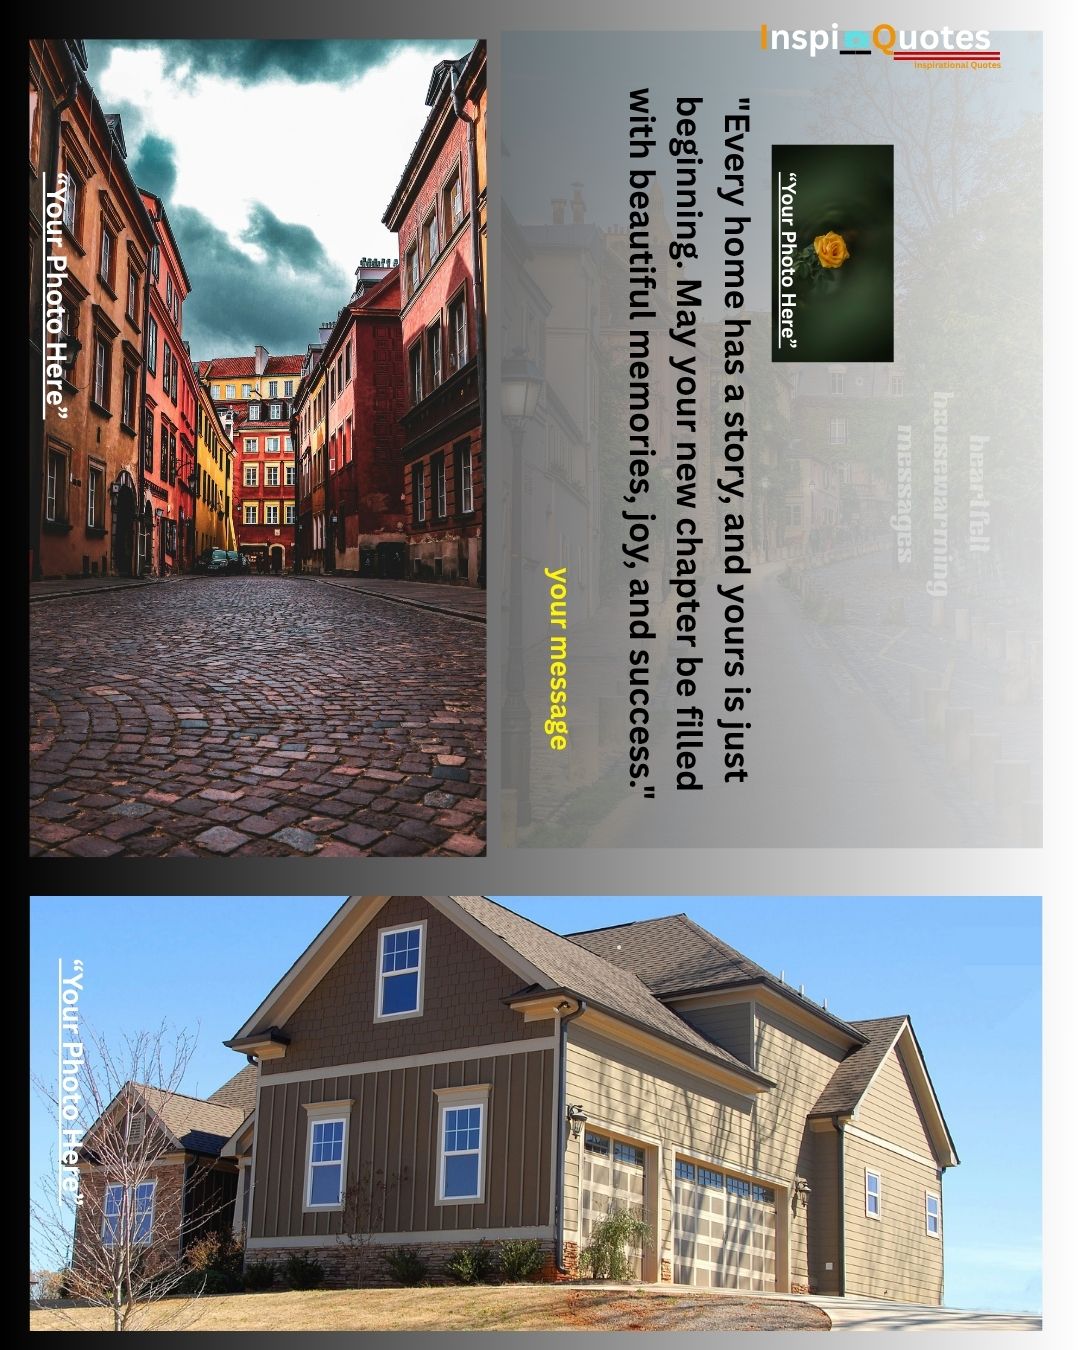 InspiQuotes
Inspirational Quotes
"Every home has a story, and yours is just
beginning. May your new chapter be filled
with beautiful memories, joy, and success."
your message
heartfelt
housewarming
messages
“Your Photo Here”
“Your Photo Here”
“Your Photo Here”